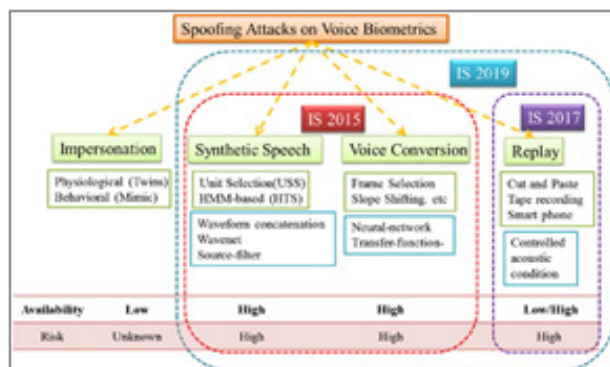 Spoofing Attacks on Voice Biometrics
IS 2019
IS 2017
IS 2015
Impersonation
Synthetic Speech
Voice Conversion
Replay
Physiological (Twins)
Behavioral (Mimic)
Unit Selection(USS)
HMM-based (HTS)
Waveform concatenation
Wavenet
Source-filter
Frame Selection
Slope Shifting. etc
Neural-network
Transfer-function-
Cut and Paste
Tape recording
Smart phone
Controlled
acoustic
condition
Availability Low High High Low/High
Risk Unknown High High High